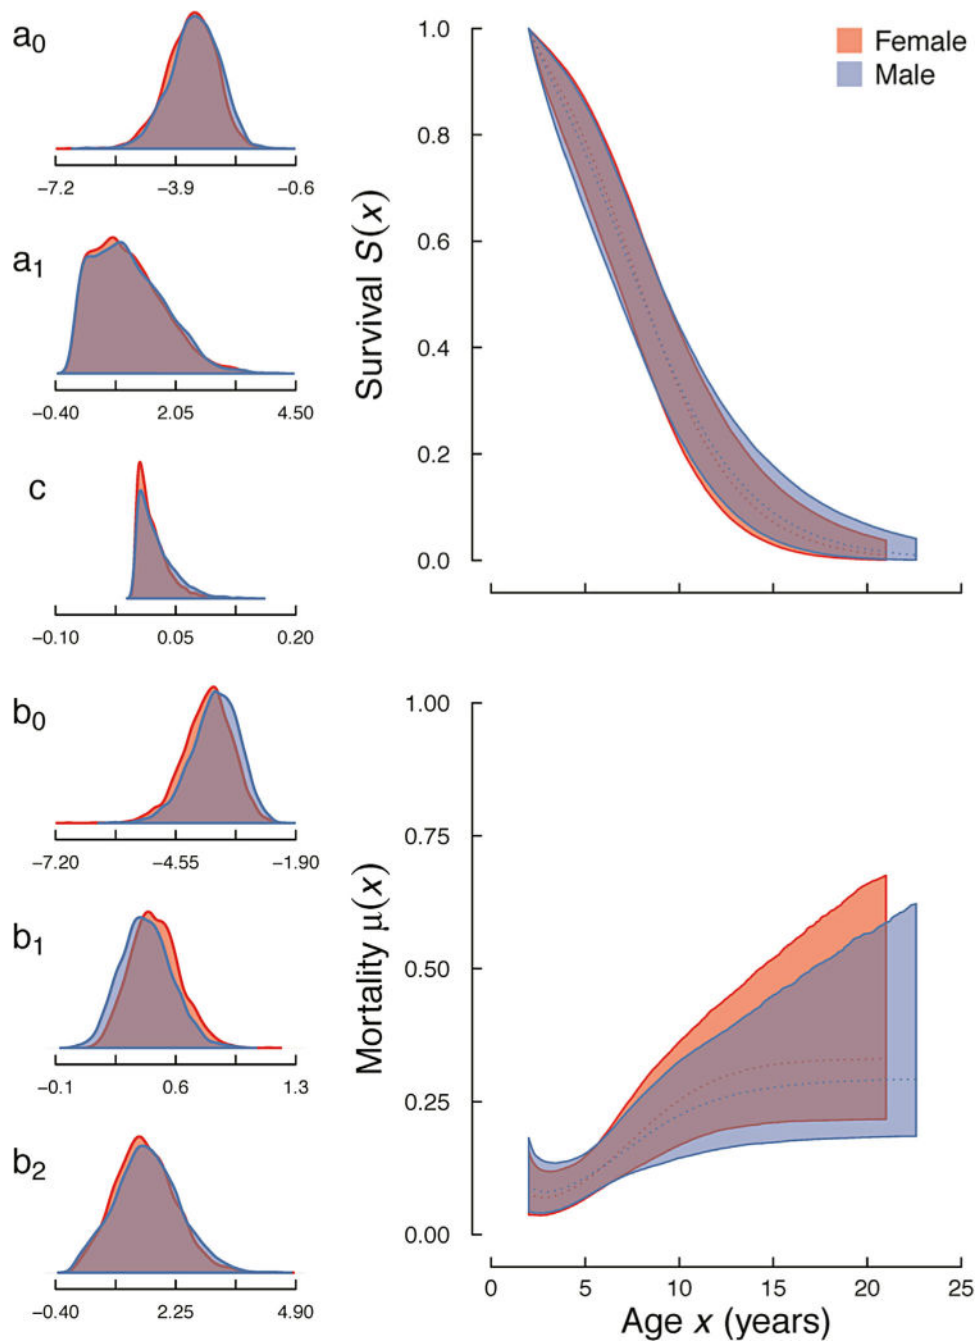 a0
−7.2 −3.9 −0.6
a1
−0.40 2.05 4.50
c
−0.10 0.05 0.20
b0
−7.20 −4.55 −1.90
b1
−0.1 0.6 1.3
b2
−0.40 2.25 4.90
Female
Male
Survival S(x)
1.0
0.8
0.6
0.4
0.2
0.0
Mortality μ(x)
1.00
0.75
0.50
0.25
0.00
0 5 10 15 20 25
Age x (years)